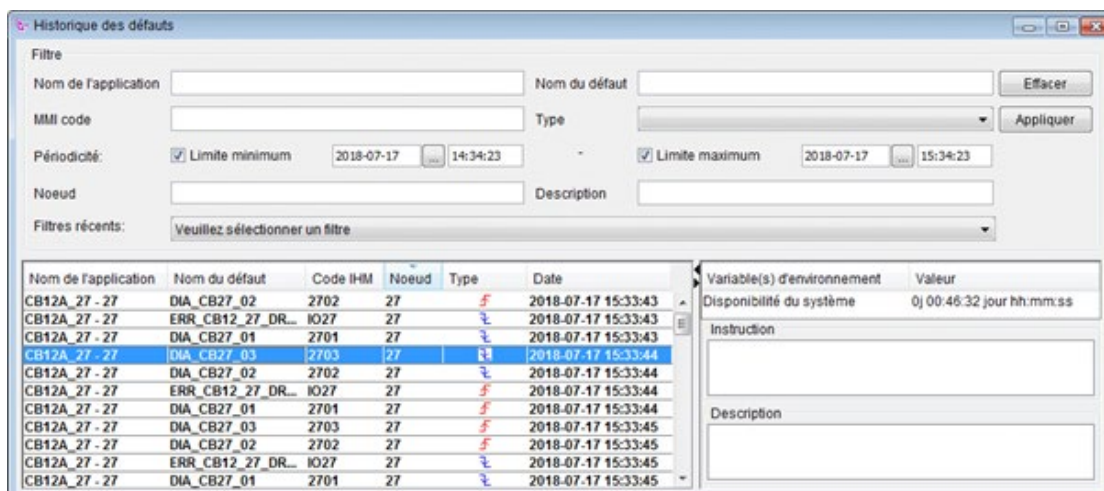 Historique des défauts
Filtre
Nom de l'application Nom du défaut Effacer
MMI code Type Appliquer
Périodicité: Limite minimum 2018-07-17 ... 14:34:23 - Limite maximum 2018-07-17 ... 15:34:23
Noeud Description
Filtres récents: Veuillez sélectionner un filtre
Nom de l'application Nom du défaut Code IHM Noeud Type Date
CB12A_27 - 27 DIA_CB27_02 2702 27 2018-07-17 15:33:43
CB12A_27 - 27 ERR_CB12_27_DR... IO27 27 2018-07-17 15:33:43
CB12A_27 - 27 DIA_CB27_01 2701 27 2018-07-17 15:33:43
CB12A_27 - 27 DIA_CB27_03 2703 27 2018-07-17 15:33:44
CB12A_27 - 27 DIA_CB27_02 2702 27 2018-07-17 15:33:44
CB12A_27 - 27 ERR_CB12_27_DR... IO27 27 2018-07-17 15:33:44
CB12A_27 - 27 DIA_CB27_01 2701 27 2018-07-17 15:33:44
CB12A_27 - 27 DIA_CB27_03 2703 27 2018-07-17 15:33:45
CB12A_27 - 27 DIA_CB27_02 2702 27 2018-07-17 15:33:45
CB12A_27 - 27 ERR_CB12_27_DR... IO27 27 2018-07-17 15:33:45
CB12A_27 - 27 DIA_CB27_01 2701 27 2018-07-17 15:33:45
Variable(s) d'environnement Valeur
Disponibilité du système 0j 00:46:32 jour hh:mm:ss
Instruction
Description